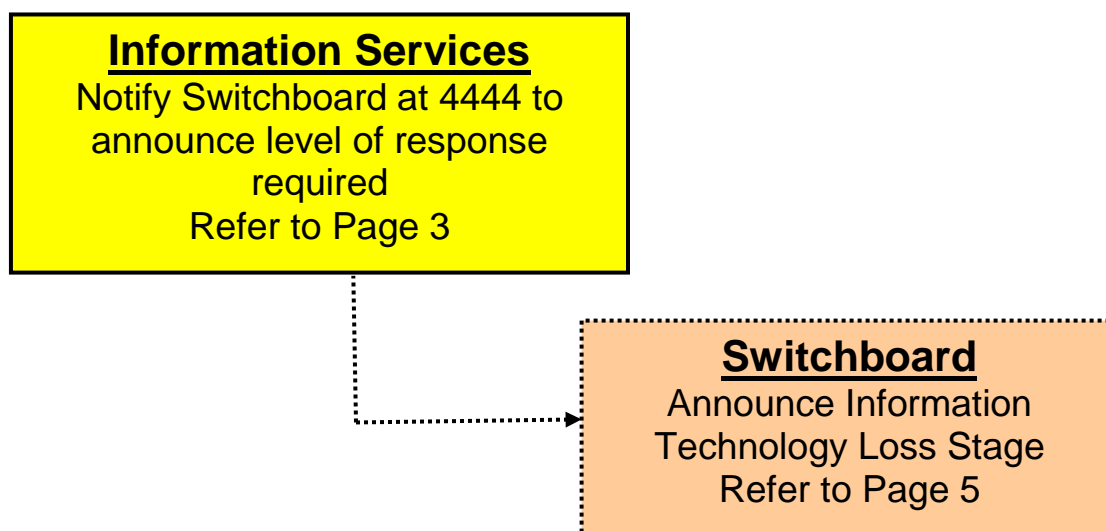 Information Services
Notify Switchboard at 4444 to
announce level of response
required
Refer to Page 3
Switchboard
Announce Information
Technology Loss Stage
Refer to Page 5